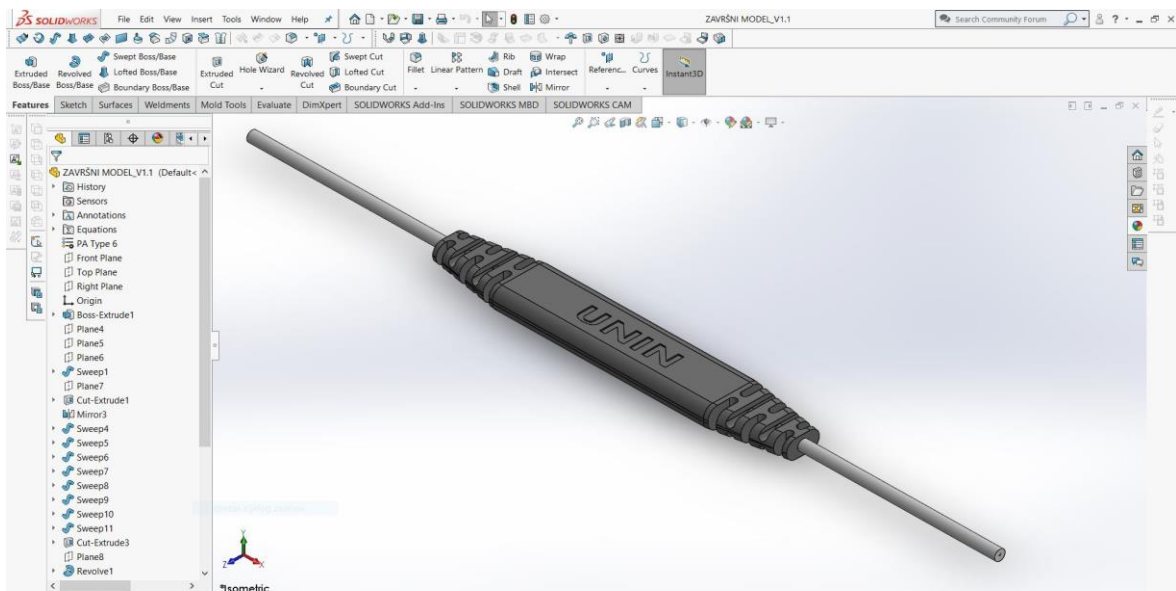 SOLIDWORKS File Edit View Insert Tools Window Help ZAVRŠNI MODEL_V1.1 Search Community Forum
Extruded Boss/Base
Revolved Boss/Base
Swept Boss/Base
Lofted Boss/Base
Boundary Boss/Base
Extruded Cut
Hole Wizard
Revolved Cut
Swept Cut
Lofted Cut
Boundary Cut
Fillet
Linear Pattern
Rib
Draft
Shell
Wrap
Intersect
Mirror
Referenc...
Curves
Instant3D
Features Sketch Surfaces Weldments Mold Tools Evaluate DimXpert SOLIDWORKS Add-Ins SOLIDWORKS MBD SOLIDWORKS CAM
ZAVRŠNI MODEL_V1.1 (Default<
History
Sensors
Annotations
Equations
PA Type 6
Front Plane
Top Plane
Right Plane
Origin
Boss-Extrude1
Plane4
Plane5
Plane6
Sweep1
Plane7
Cut-Extrude1
Mirror3
Sweep4
Sweep5
Sweep6
Sweep7
Sweep8
Sweep9
Sweep10
Sweep11
Cut-Extrude3
Plane8
Revolve1
UNIN
Y
Z
X
*Isometric